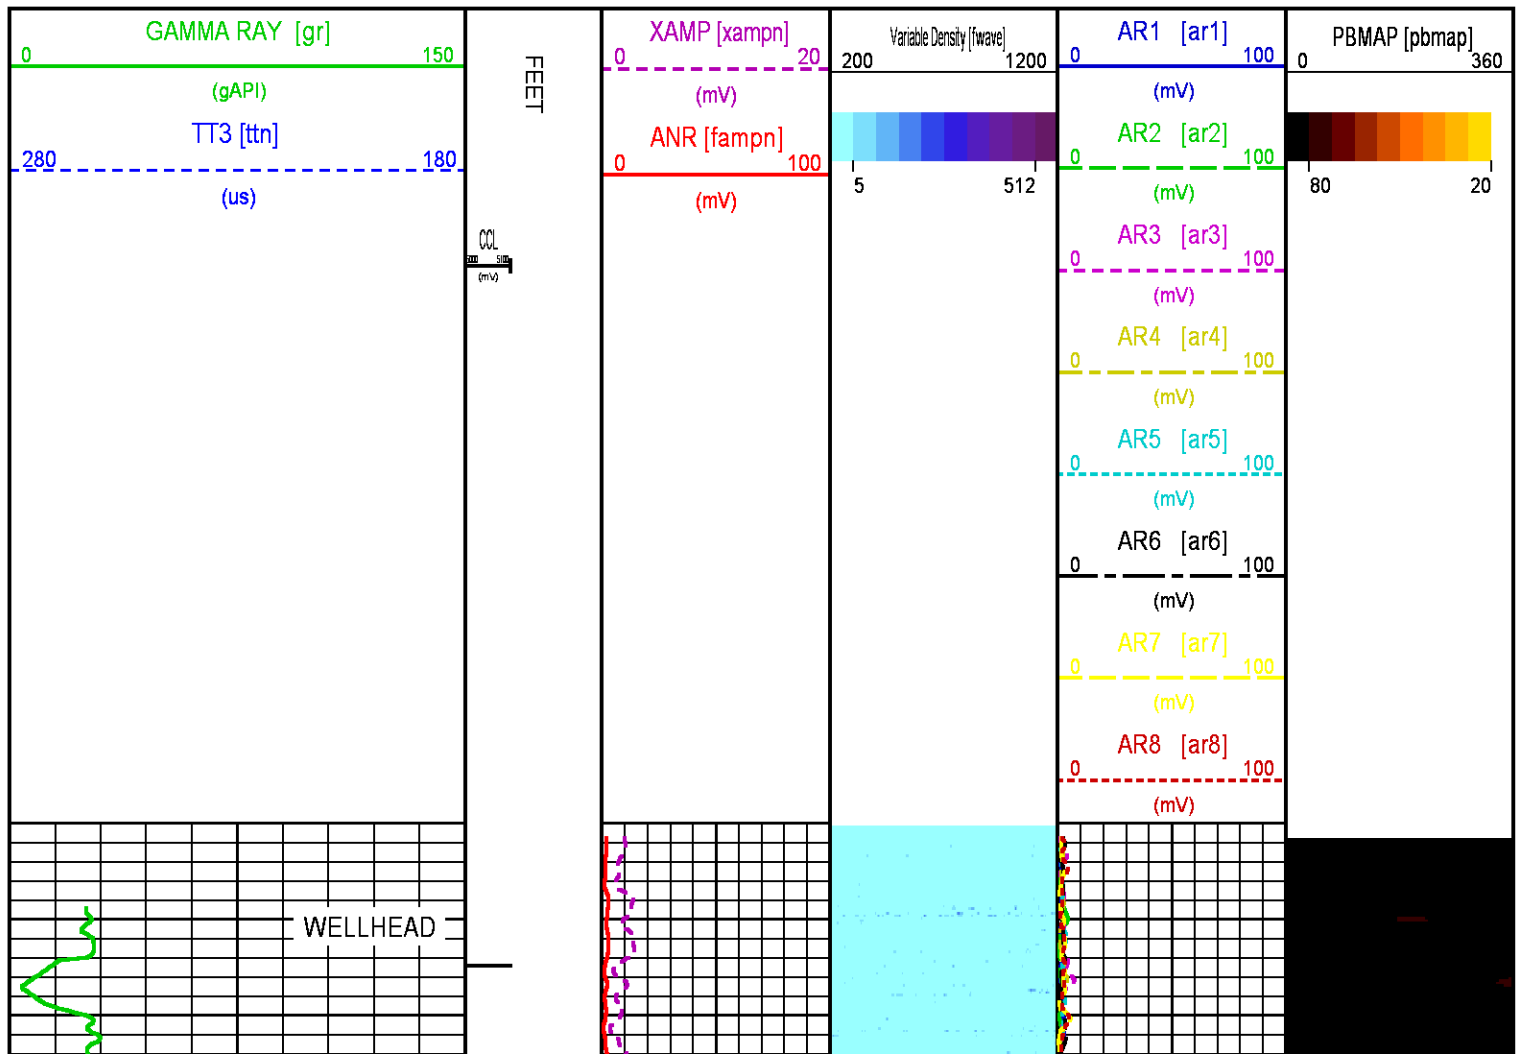 GAMMA RAY [gr]
0 150
(gAPI)
TT3 [ttn]
280 180
(us)
FEET
CCL
(mV)
XAMP [xampn]
0 20
(mV)
ANR [fampn]
0 100
(mV)
Variable Density [fwave]
200 1200
5 512
AR1 [ar1]
0 100
(mV)
AR2 [ar2]
0 100
(mV)
AR3 [ar3]
0 100
(mV)
AR4 [ar4]
0 100
(mV)
AR5 [ar5]
0 100
(mV)
AR6 [ar6]
0 100
(mV)
AR7 [ar7]
0 100
(mV)
AR8 [ar8]
0 100
(mV)
PBMAP [pbmap]
0 360
80 20
WELLHEAD